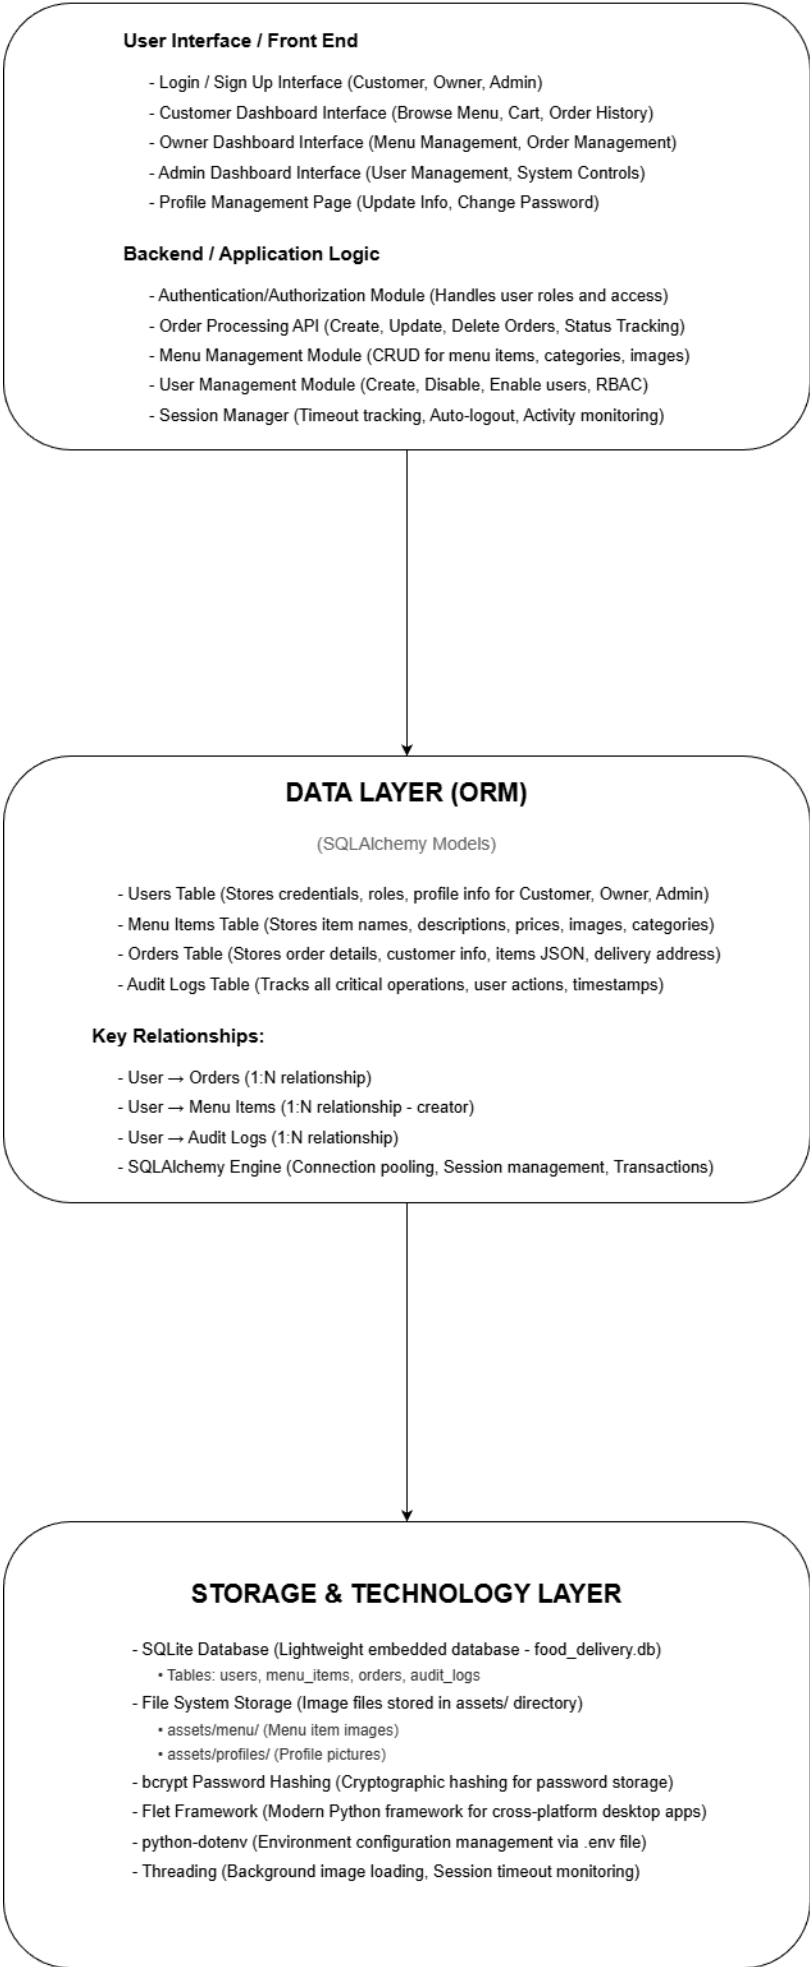 User Interface / Front End
- Login / Sign Up Interface (Customer, Owner, Admin)
- Customer Dashboard Interface (Browse Menu, Cart, Order History)
- Owner Dashboard Interface (Menu Management, Order Management)
- Admin Dashboard Interface (User Management, System Controls)
- Profile Management Page (Update Info, Change Password)
Backend / Application Logic
- Authentication/Authorization Module (Handles user roles and access)
- Order Processing API (Create, Update, Delete Orders, Status Tracking)
- Menu Management Module (CRUD for menu items, categories, images)
- User Management Module (Create, Disable, Enable users, RBAC)
- Session Manager (Timeout tracking, Auto-logout, Activity monitoring)
DATA LAYER (ORM)
(SQLAlchemy Models)
- Users Table (Stores credentials, roles, profile info for Customer, Owner, Admin)
- Menu Items Table (Stores item names, descriptions, prices, images, categories)
- Orders Table (Stores order details, customer info, items JSON, delivery address)
- Audit Logs Table (Tracks all critical operations, user actions, timestamps)
Key Relationships:
- User → Orders (1:N relationship)
- User → Menu Items (1:N relationship - creator)
- User → Audit Logs (1:N relationship)
- SQLAlchemy Engine (Connection pooling, Session management, Transactions)
STORAGE & TECHNOLOGY LAYER
- SQLite Database (Lightweight embedded database - food_delivery.db)
• Tables: users, menu_items, orders, audit_logs
- File System Storage (Image files stored in assets/ directory)
• assets/menu/ (Menu item images)
• assets/profiles/ (Profile pictures)
- bcrypt Password Hashing (Cryptographic hashing for password storage)
- Flet Framework (Modern Python framework for cross-platform desktop apps)
- python-dotenv (Environment configuration management via .env file)
- Threading (Background image loading, Session timeout monitoring)